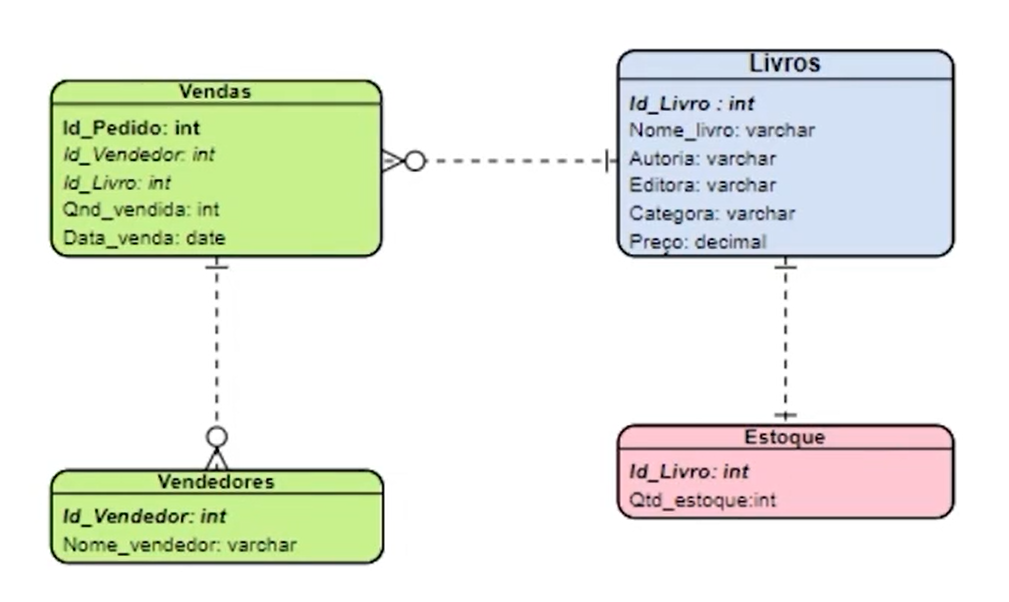 Vendas
Id_Pedido: int
Id_Vendedor: int
Id_Livro: int
Qnd_vendida: int
Data_venda: date
Livros
Id_Livro : int
Nome_livro: varchar
Autoria: varchar
Editora: varchar
Categora: varchar
Preço: decimal
Vendedores
Id_Vendedor: int
Nome_vendedor: varchar
Estoque
Id_Livro: int
Qtd_estoque:int